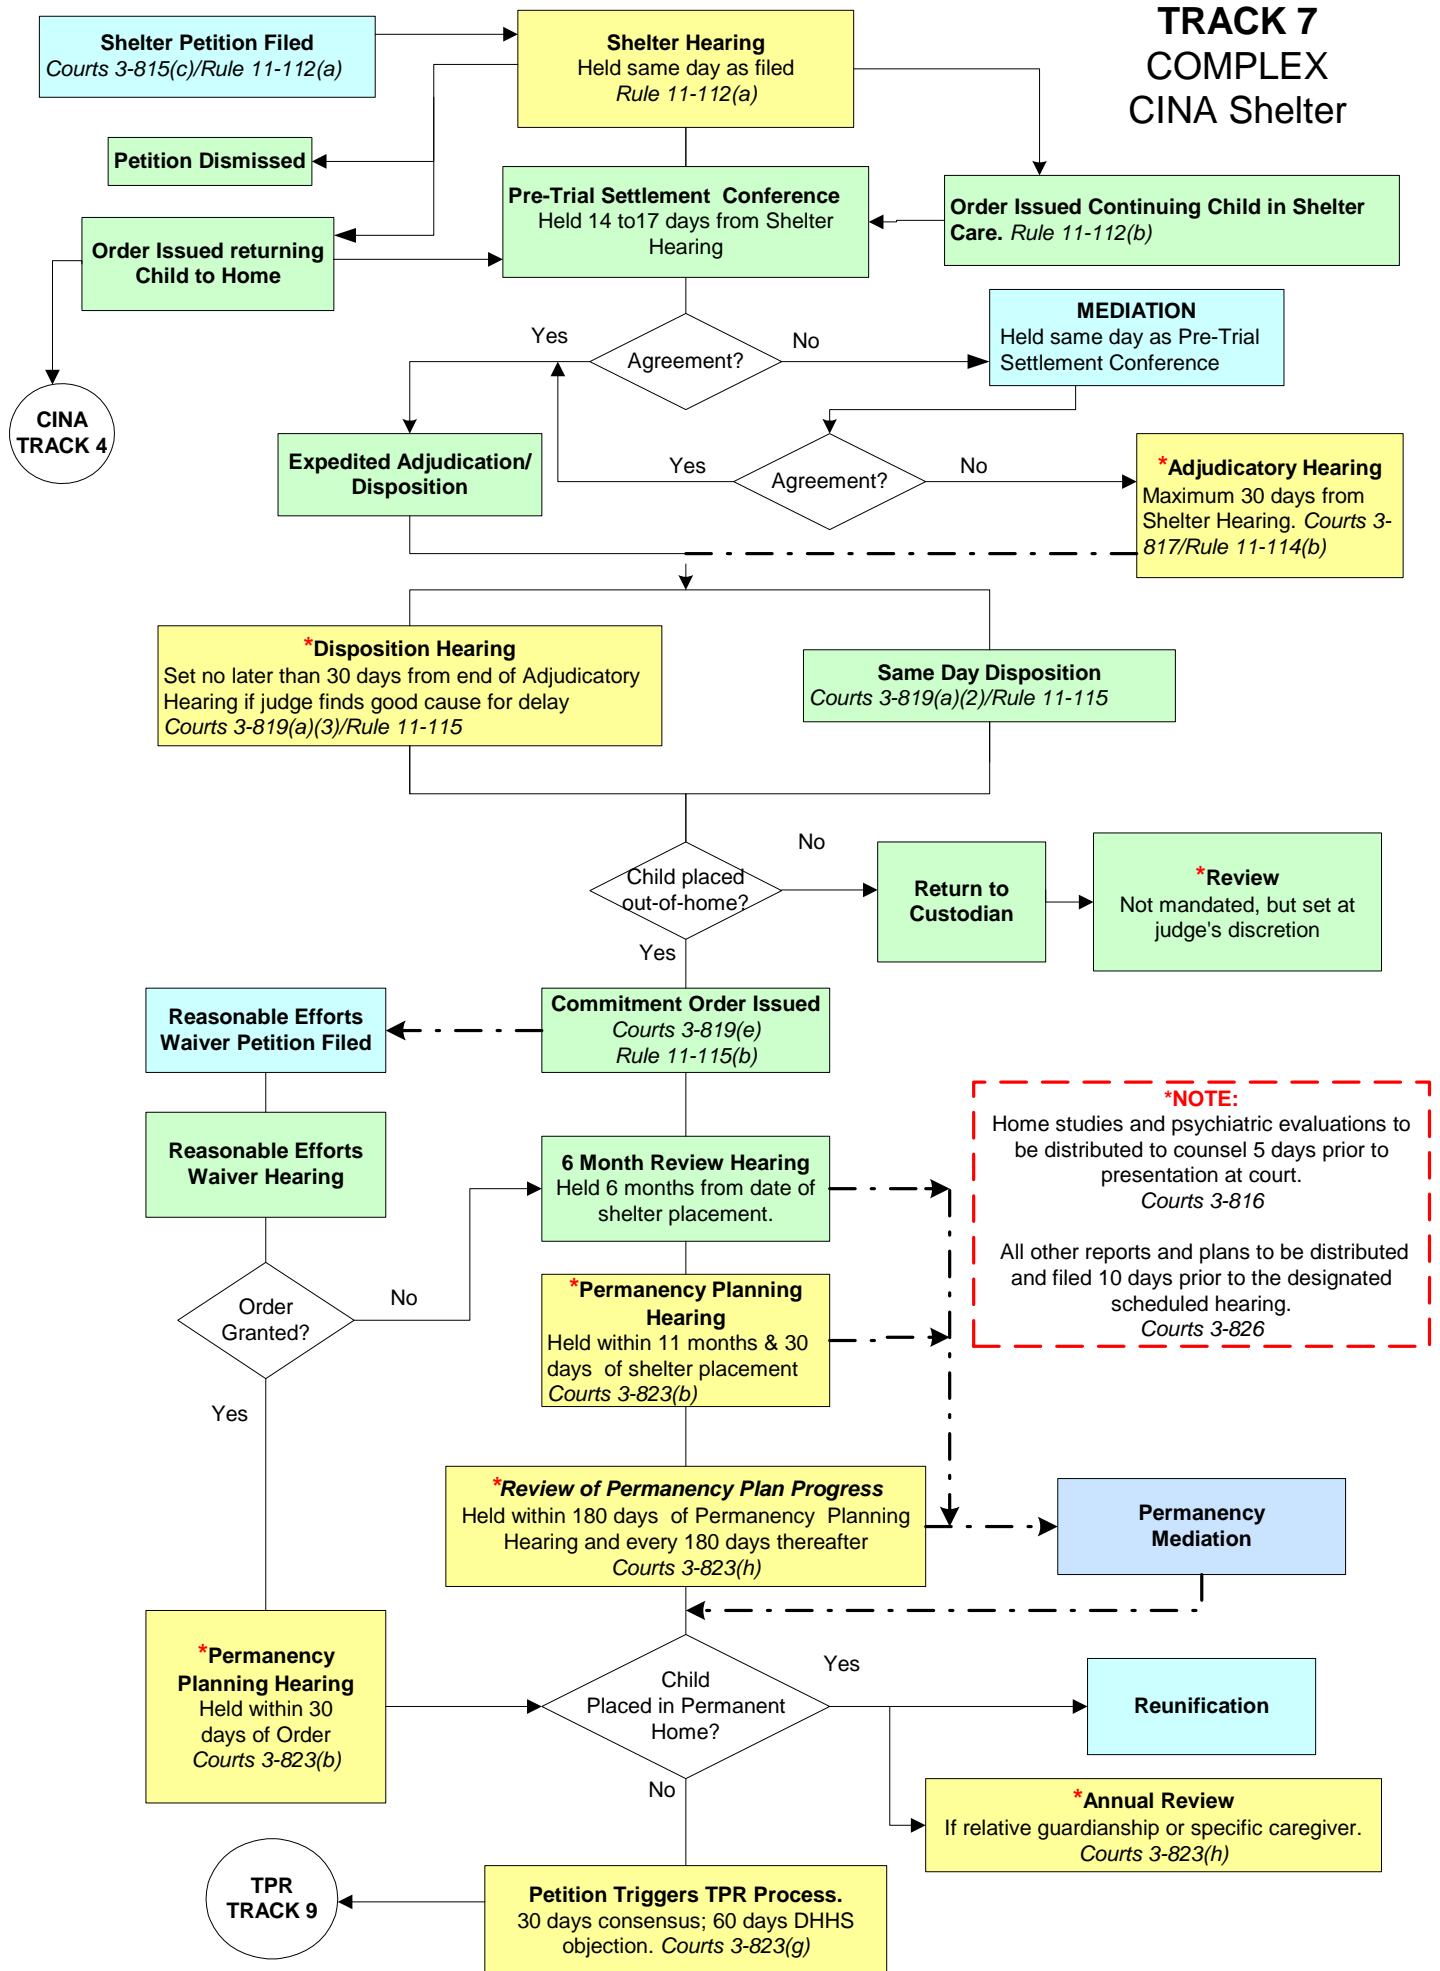 TRACK 7
COMPLEX
CINA Shelter
Shelter Petition Filed
Courts 3-815(c)/Rule 11-112(a)
Shelter Hearing
Held same day as filed
Rule 11-112(a)
Petition Dismissed
Pre-Trial Settlement  Conference
Held 14 to17 days from Shelter
Hearing
Order Issued Continuing Child in Shelter
Care. Rule 11-112(b)
Order Issued returning
Child to Home
MEDIATION
Held same day as Pre-Trial
Settlement Conference
Yes
Agreement?
No
CINA
TRACK 4
Expedited Adjudication/
Disposition
Yes
Agreement?
No
*Adjudicatory Hearing
Maximum 30 days from
Shelter Hearing. Courts 3-
817/Rule 11-114(b)
*Disposition Hearing
Set no later than 30 days from end of Adjudicatory
Hearing if judge finds good cause for delay
Courts 3-819(a)(3)/Rule 11-115
Same Day Disposition
Courts 3-819(a)(2)/Rule 11-115
Child placed
out-of-home?
No
Yes
Return to
Custodian
*Review
Not mandated, but set at
judge's discretion
Reasonable Efforts
Waiver Petition Filed
Commitment Order Issued
Courts 3-819(e)
Rule 11-115(b)
Reasonable Efforts
Waiver Hearing
6 Month Review Hearing
Held 6 months from date of
shelter placement.
*NOTE:
Home studies and psychiatric evaluations to
be distributed to counsel 5 days prior to
presentation at court.
Courts 3-816
All other reports and plans to be distributed
and filed 10 days prior to the designated
scheduled hearing.
Courts 3-826
Order
Granted?
No
Yes
*Permanency Planning
Hearing
Held within 11 months & 30
days  of shelter placement
Courts 3-823(b)
*Review of Permanency Plan Progress
Held within 180 days  of Permanency  Planning
Hearing and every 180 days thereafter
Courts 3-823(h)
Permanency
Mediation
*Permanency
Planning Hearing
Held within 30
days of Order
Courts 3-823(b)
Child
Placed in Permanent
Home?
Yes
No
Reunification
*Annual Review
If relative guardianship or specific caregiver.
Courts 3-823(h)
TPR
TRACK 9
Petition Triggers TPR Process.
30 days consensus; 60 days DHHS
objection. Courts 3-823(g)